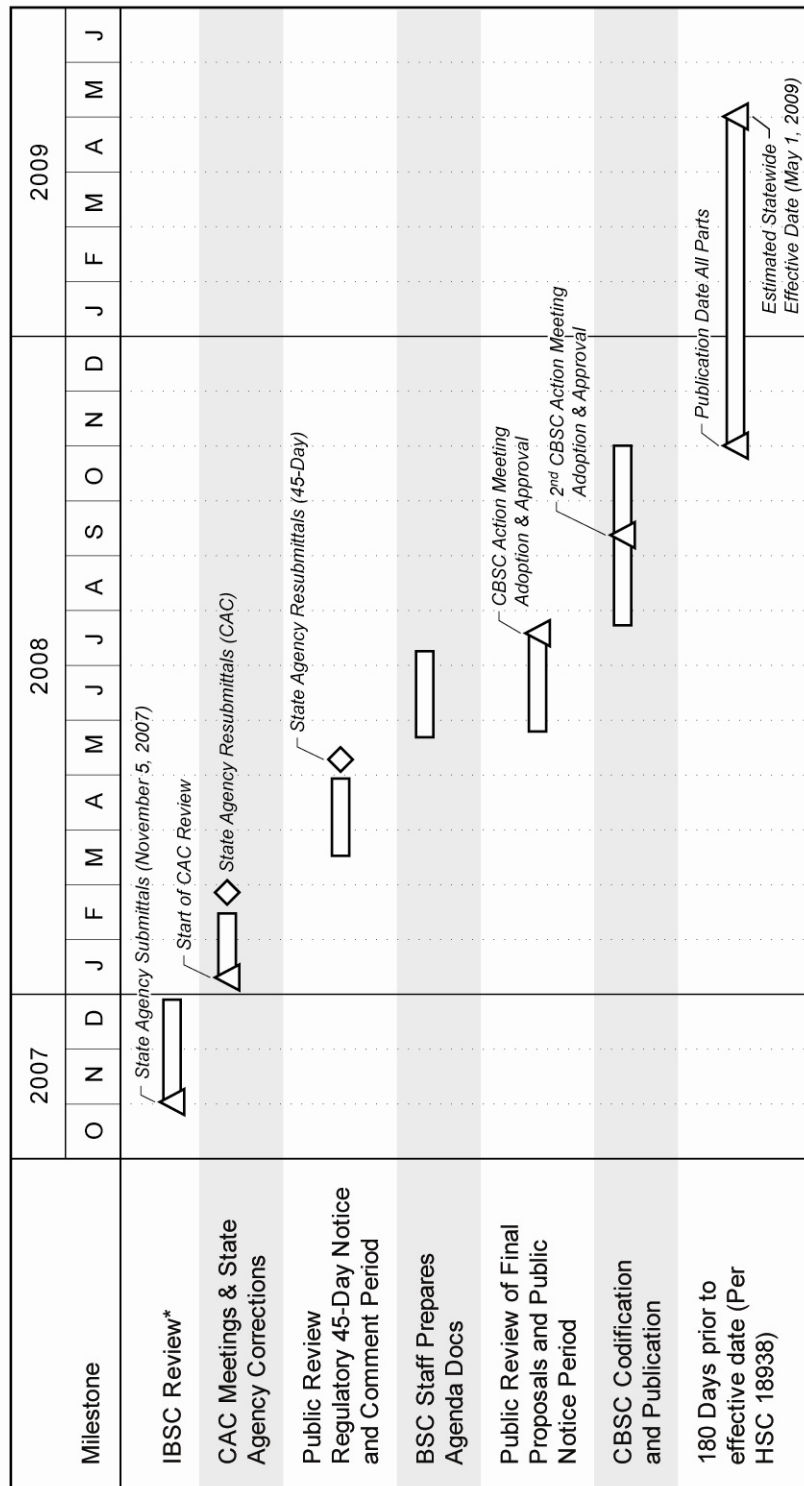 2007
2008
2009
Milestone
O N D J F M A M J J A S O N D J F M A M J
IBSC Review*
State Agency Submittals (November 5, 2007)
CAC Meetings & State
Agency Corrections
Start of CAC Review
State Agency Resubmittals (CAC)
Public Review
Regulatory 45-Day Notice
and Comment Period
State Agency Resubmittals (45-Day)
BSC Staff Prepares
Agenda Docs
Public Review of Final
Proposals and Public
Notice Period
CBSC Action Meeting
Adoption & Approval
CBSC Codification
and Publication
2nd CBSC Action Meeting
Adoption & Approval
180 Days prior to
effective date (Per
HSC 18938)
Publication Date All Parts
Estimated Statewide
Effective Date (May 1, 2009)